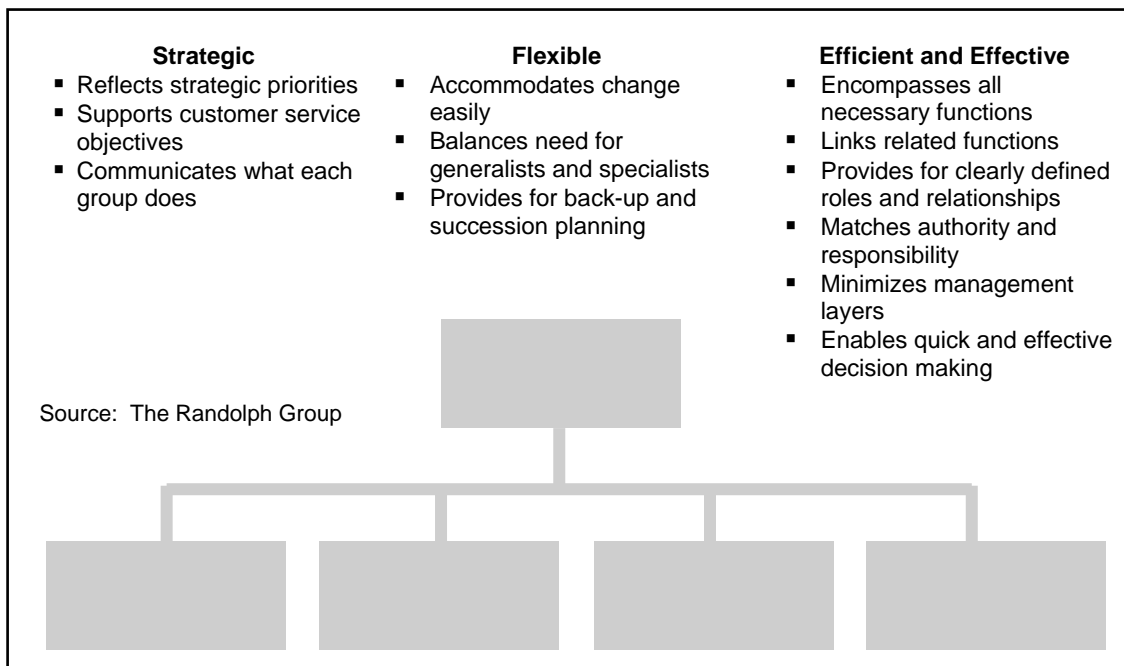 Strategic
▪ Reflects strategic priorities
▪ Supports customer service
objectives
▪ Communicates what each
group does
Flexible
▪ Accommodates change
easily
▪ Balances need for
generalists and specialists
▪ Provides for back-up and
succession planning
Efficient and Effective
▪ Encompasses all
necessary functions
▪ Links related functions
▪ Provides for clearly defined
roles and relationships
▪ Matches authority and
responsibility
▪ Minimizes management
layers
▪ Enables quick and effective
decision making
Source:  The Randolph Group